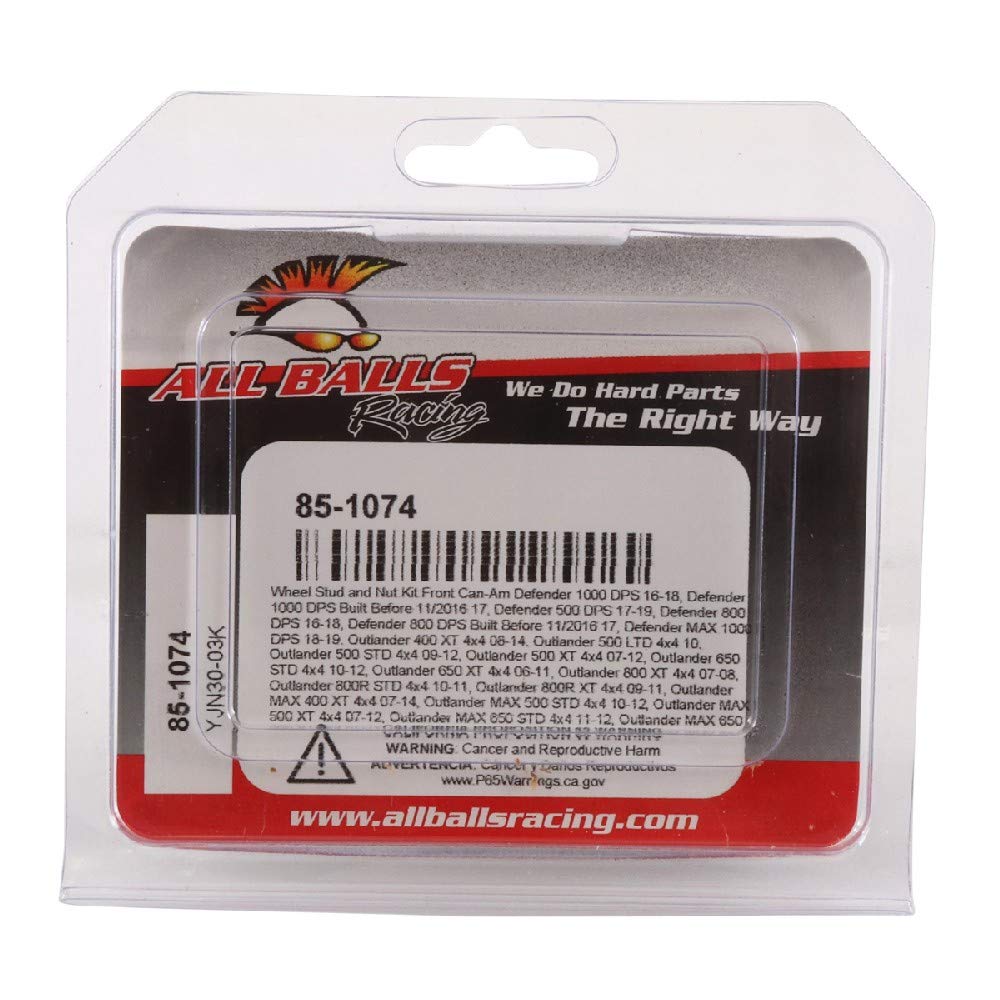 ALL BALLS
Racing
We Do Hard Parts
The Right Way
85-1074
Wheel Stud and Nut Kit Front Can-Am Defender 1000 DPS 16-18, Defender
1000 DPS Built Before 11/2016 17, Defender 500 DPS 17-19, Defender 800
DPS 16-18, Defender 800 DPS Built Before 11/2016 17, Defender MAX 1000
DPS 18-19, Outlander 400 XT 4x4 08-14, Outlander 500 LTD 4x4 10,
Outlander 500 STD 4x4 09-12, Outlander 500 XT 4x4 07-12, Outlander 650
STD 4x4 10-12, Outlander 650 XT 4x4 06-11, Outlander 800 XT 4x4 07-08,
Outlander 800R STD 4x4 10-11, Outlander 800R XT 4x4 09-11, Outlander
MAX 400 XT 4x4 07-14, Outlander MAX 500 STD 4x4 10-12, Outlander MAX
500 XT 4x4 07-12, Outlander MAX 650 STD 4x4 11-12, Outlander MAX 650
CALIFORNIA PROPOSITION 65 WARNING
WARNING: Cancer and Reproductive Harm
ADVERTENCIA: Cáncer y Daños Reproductivos
www.P65Warnings.ca.gov
85-1074
YJN30-03K
www.allballsracing.com